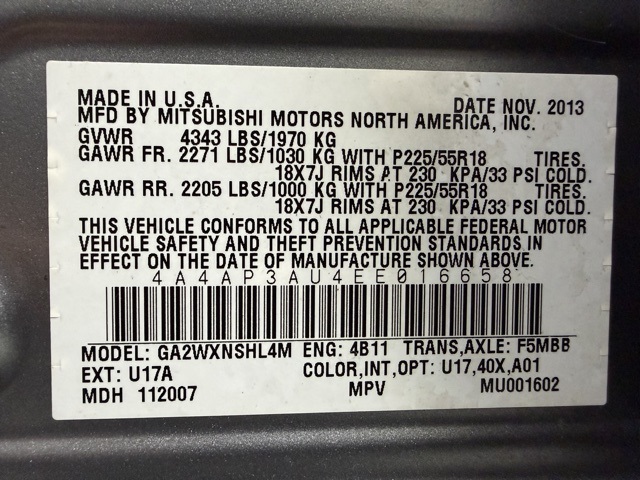 MADE IN U.S.A. DATE NOV. 2013
MFD BY MITSUBISHI MOTORS NORTH AMERICA, INC.
GVWR 4343 LBS/1970 KG
GAWR FR. 2271 LBS/1030 KG WITH P225/55R18 TIRES.
18X7J RIMS AT 230 KPA/33 PSI COLD.
GAWR RR. 2205 LBS/1000 KG WITH P225/55R18 TIRES.
18X7J RIMS AT 230 KPA/33 PSI COLD.
THIS VEHICLE CONFORMS TO ALL APPLICABLE FEDERAL MOTOR
VEHICLE SAFETY AND THEFT PREVENTION STANDARDS IN
EFFECT ON THE DATE OF MANUFACTURE SHOWN ABOVE.
4A4AP3AU4EE016658
MODEL: GA2WXNSHL4M ENG: 4B11 TRANS,AXLE: F5MBB
EXT: U17A COLOR,INT,OPT: U17,40X,A01
MDH 112007 MPV MU001602